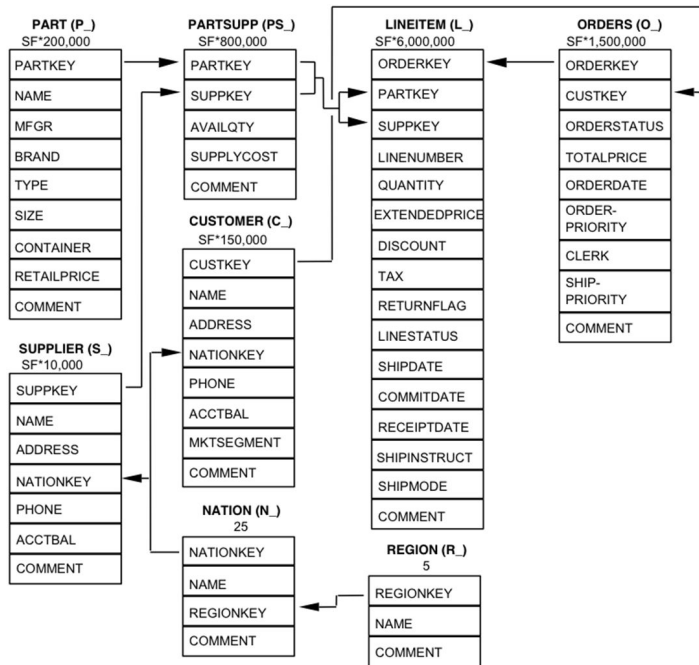 PART (P_)
SF*200,000
PARTKEY
NAME
MFGR
BRAND
TYPE
SIZE
CONTAINER
RETAILPRICE
COMMENT
SUPPLIER (S_)
SF*10,000
SUPPKEY
NAME
ADDRESS
NATIONKEY
PHONE
ACCTBAL
COMMENT
PARTSUPP (PS_)
SF*800,000
PARTKEY
SUPPKEY
AVAILQTY
SUPPLYCOST
COMMENT
CUSTOMER (C_)
SF*150,000
CUSTKEY
NAME
ADDRESS
NATIONKEY
PHONE
ACCTBAL
MKTSEGMENT
COMMENT
NATION (N_)
25
NATIONKEY
NAME
REGIONKEY
COMMENT
LINEITEM (L_)
SF*6,000,000
ORDERKEY
PARTKEY
SUPPKEY
LINENUMBER
QUANTITY
EXTENDEDPRICE
DISCOUNT
TAX
RETURNFLAG
LINESTATUS
SHIPDATE
COMMITDATE
RECEIPTDATE
SHIPINSTRUCT
SHIPMODE
COMMENT
REGION (R_)
5
REGIONKEY
NAME
COMMENT
ORDERS (O_)
SF*1,500,000
ORDERKEY
CUSTKEY
ORDERSTATUS
TOTALPRICE
ORDERDATE
ORDER-
PRIORITY
CLERK
SHIP-
PRIORITY
COMMENT